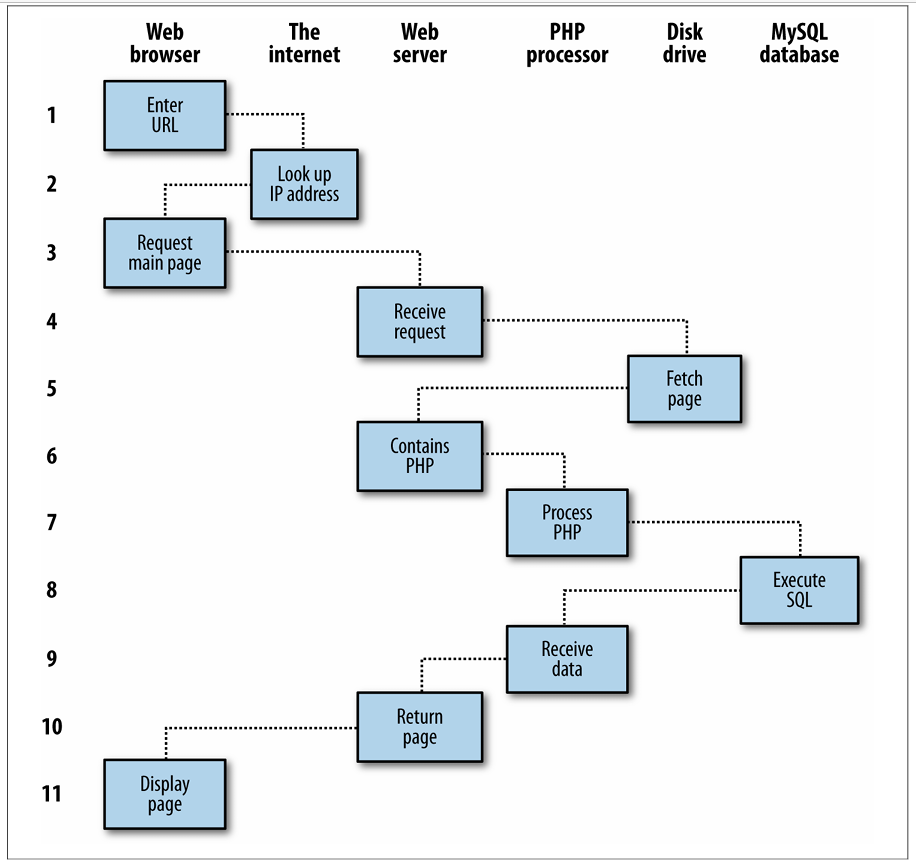 Web browser
The internet
Web server
PHP processor
Disk drive
MySQL database
1
Enter
URL
2
Look up
IP address
3
Request
main page
4
Receive
request
5
Fetch
page
6
Contains
PHP
7
Process
PHP
8
Execute
SQL
9
Receive
data
10
Return
page
11
Display
page